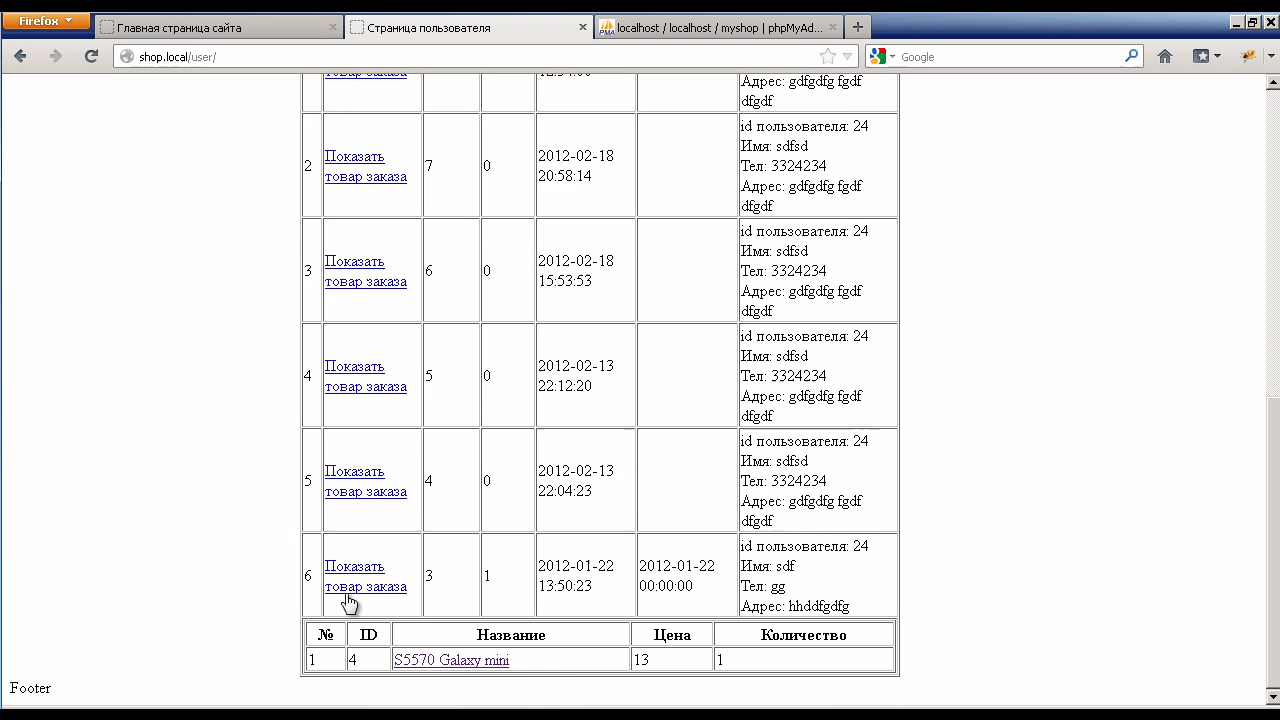 Firefox
Главная страница сайта
Страница пользователя
localhost / localhost / myshop | phpMyAd...
shop.local/user/
Google
Адрес: gdfgdfg fgdf
dfgdf
2
Показать
товар заказа
7
0
2012-02-18
20:58:14
id пользователя: 24
Имя: sdfsd
Тел: 3324234
Адрес: gdfgdfg fgdf
dfgdf
3
Показать
товар заказа
6
0
2012-02-18
15:53:53
id пользователя: 24
Имя: sdfsd
Тел: 3324234
Адрес: gdfgdfg fgdf
dfgdf
4
Показать
товар заказа
5
0
2012-02-13
22:12:20
id пользователя: 24
Имя: sdfsd
Тел: 3324234
Адрес: gdfgdfg fgdf
dfgdf
5
Показать
товар заказа
4
0
2012-02-13
22:04:23
id пользователя: 24
Имя: sdfsd
Тел: 3324234
Адрес: gdfgdfg fgdf
dfgdf
6
Показать
товар заказа
3
1
2012-01-22
13:50:23
2012-01-22
00:00:00
id пользователя: 24
Имя: sdf
Тел: gg
Адрес: hhddfgdfg
№ ID Название Цена Количество
1 4 S5570 Galaxy mini 13 1
Footer